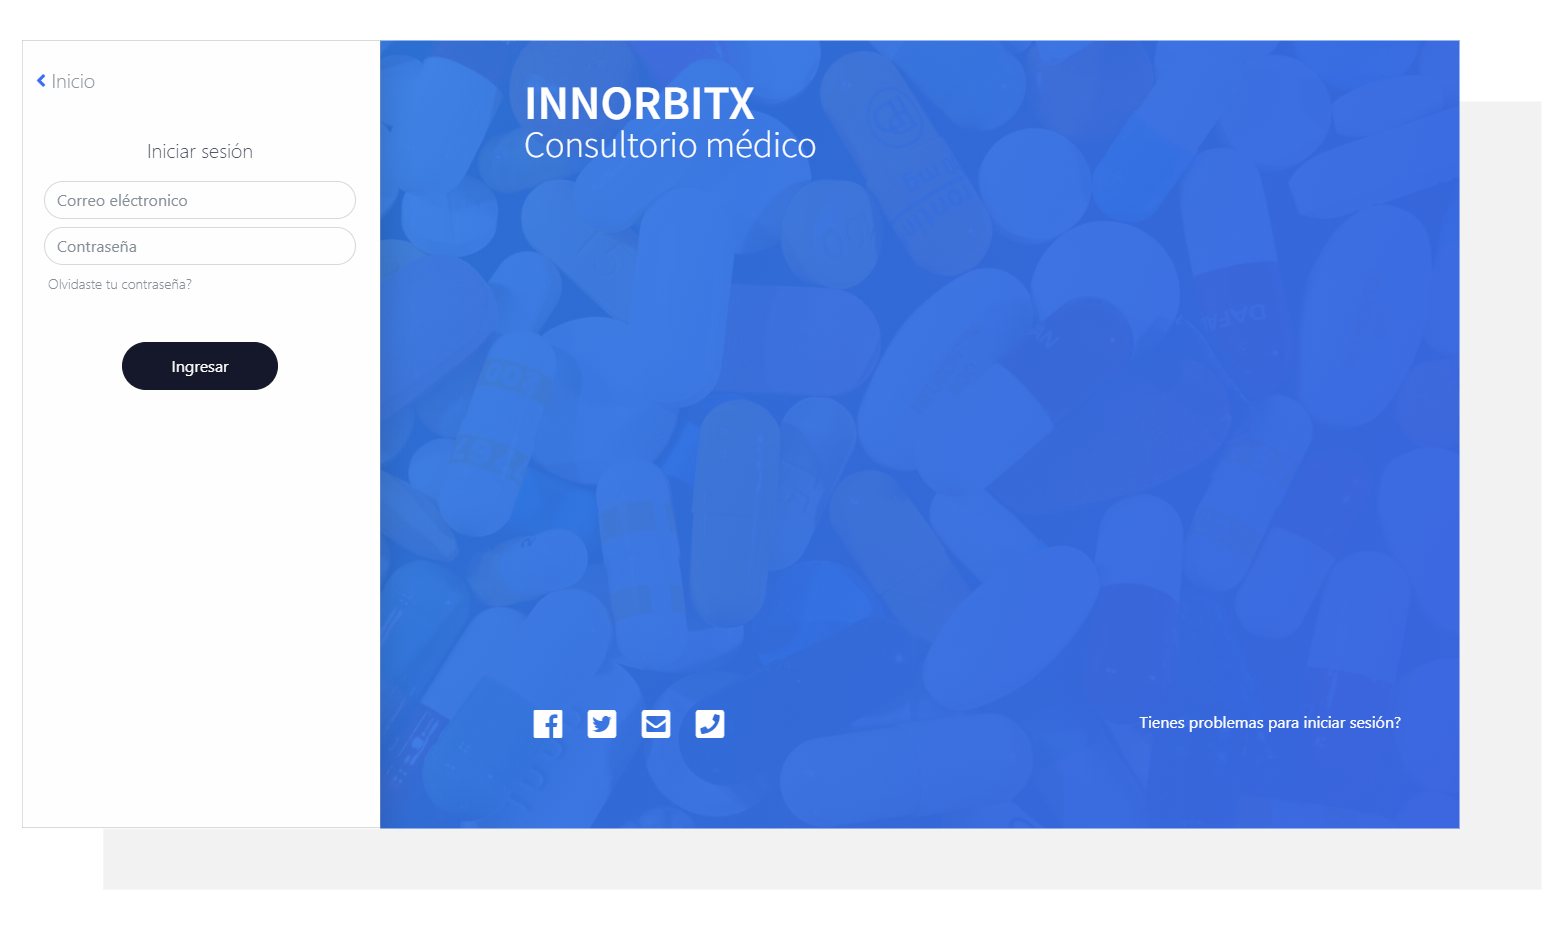 Inicio
Iniciar sesión
Correo eléctronico
Contraseña
Olvidaste tu contraseña?
Ingresar
INNORBITX
Consultorio médico
Tienes problemas para iniciar sesión?